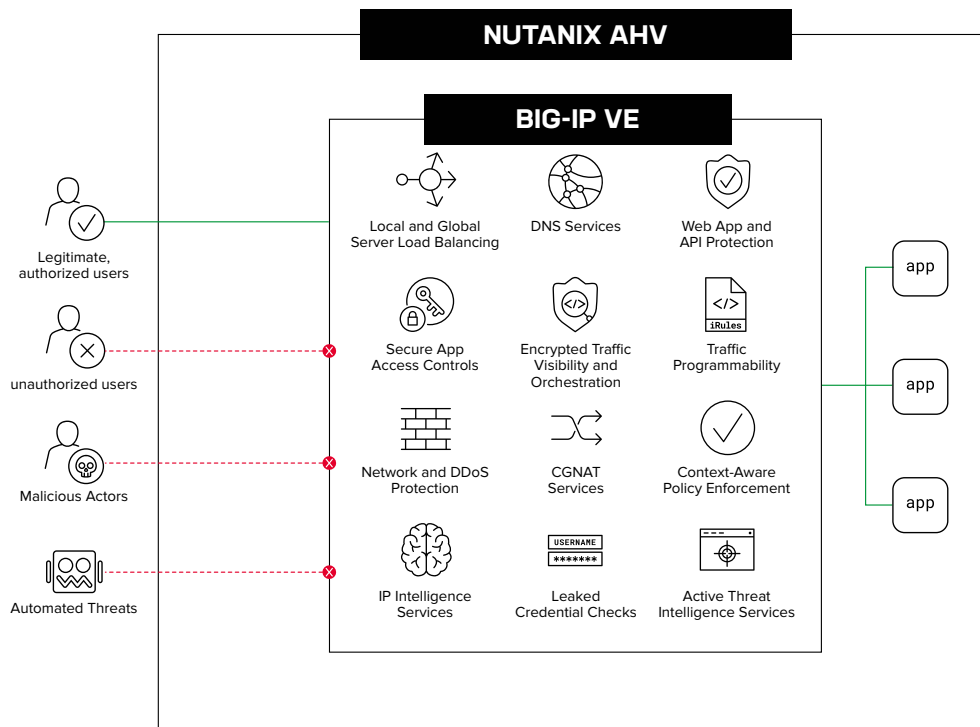 NUTANIX AHV
BIG-IP VE
Legitimate,
authorized users
unauthorized users
Malicious Actors
Automated Threats
Local and Global
Server Load Balancing
DNS Services
Web App and
API Protection
Secure App
Access Controls
Encrypted Traffic
Visibility and
Orchestration
</>
</>
iRules
Traffic
Programmability
Network and DDoS
Protection
CGNAT
Services
Context-Aware
Policy Enforcement
IP Intelligence
Services
USERNAME
*******
Leaked
Credential Checks
Active Threat
Intelligence Services
app
app
app